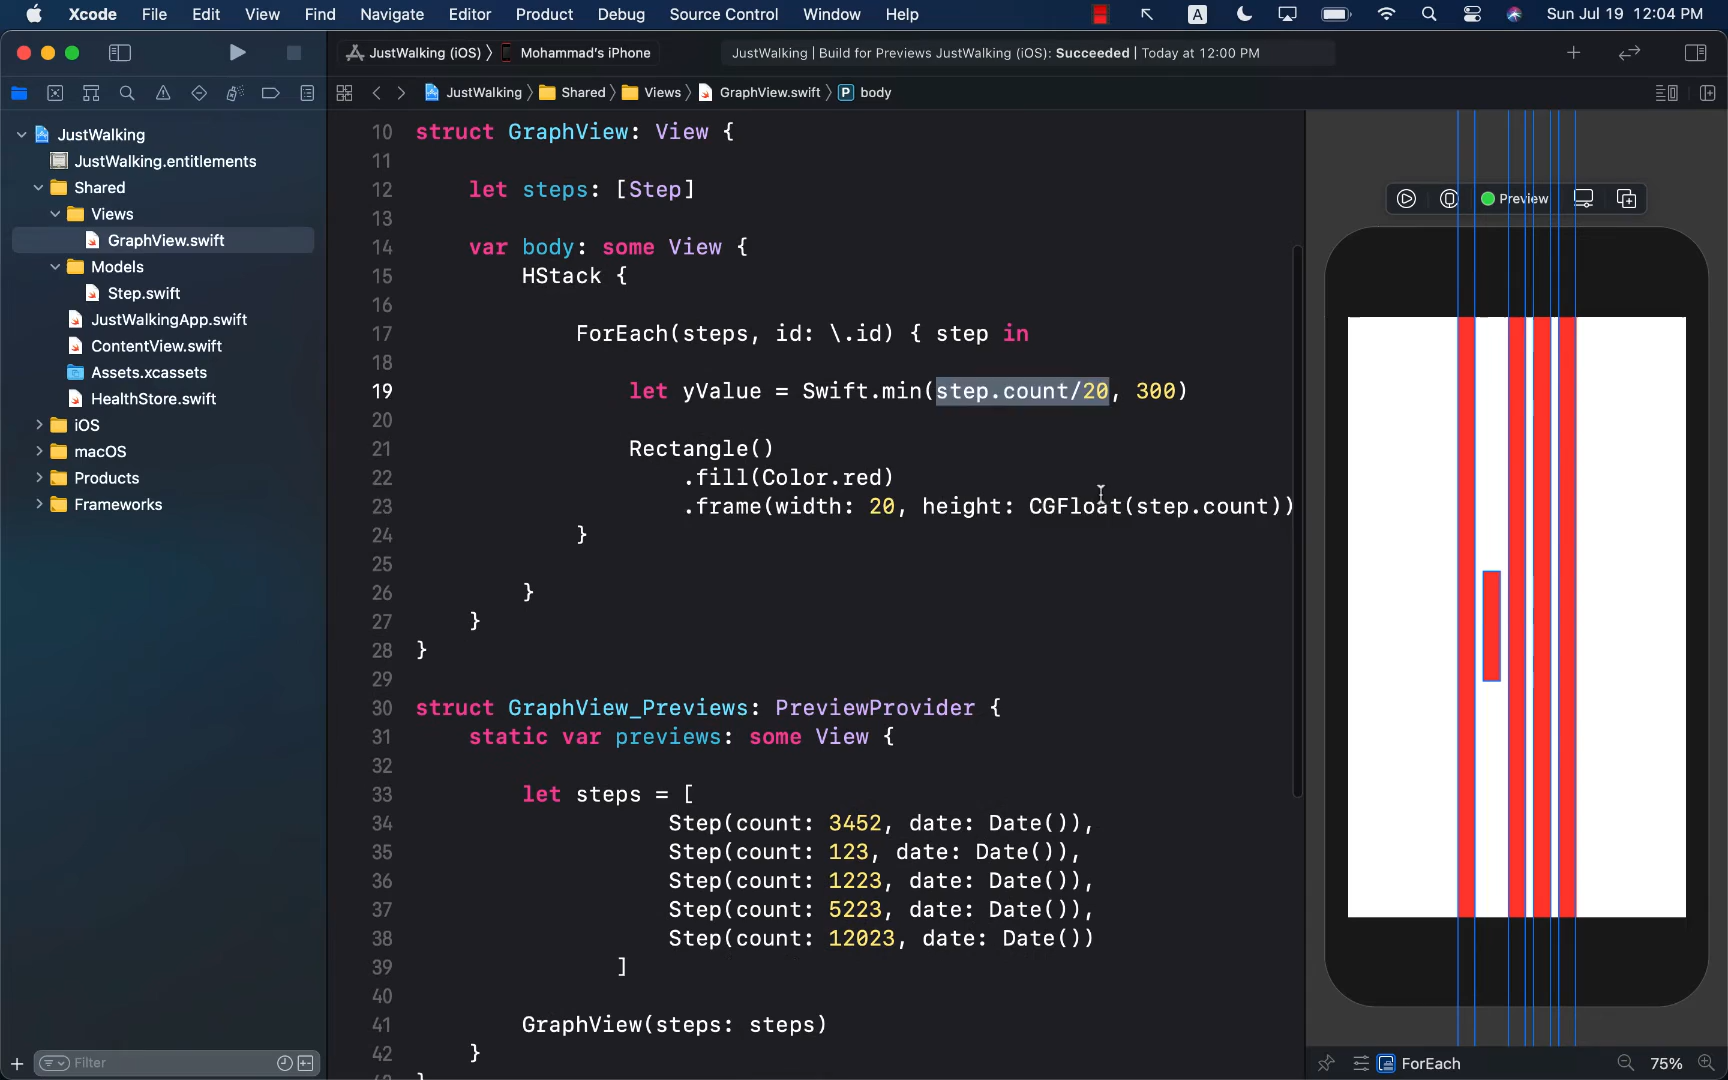 Xcode File Edit View Find Navigate Editor Product Debug Source Control Window Help A Sun Jul 19 12:04 PM
JustWalking (iOS) 〉 Mohammad's iPhone JustWalking | Build for Previews JustWalking (iOS): Succeeded | Today at 12:00 PM
JustWalking 〉 Shared 〉 Views 〉 GraphView.swift 〉 P body
JustWalking
JustWalking.entitlements
Shared
Views
GraphView.swift
Models
Step.swift
JustWalkingApp.swift
ContentView.swift
Assets.xcassets
HealthStore.swift
iOS
macOS
Products
Frameworks
Filter
10 struct GraphView: View {
11
12 let steps: [Step]
13
14 var body: some View {
15 HStack {
16
17 ForEach(steps, id: \.id) { step in
18
19 let yValue = Swift.min(step.count/20, 300)
20
21 Rectangle()
22 .fill(Color.red)
23 .frame(width: 20, height: CGFloat(step.count))
24 }
25
26 }
27 }
28 }
29
30 struct GraphView_Previews: PreviewProvider {
31 static var previews: some View {
32
33 let steps = [
34 Step(count: 3452, date: Date()),
35 Step(count: 123, date: Date()),
36 Step(count: 1223, date: Date()),
37 Step(count: 5223, date: Date()),
38 Step(count: 12023, date: Date())
39 ]
40
41 GraphView(steps: steps)
42 }
Preview
ForEach 75%